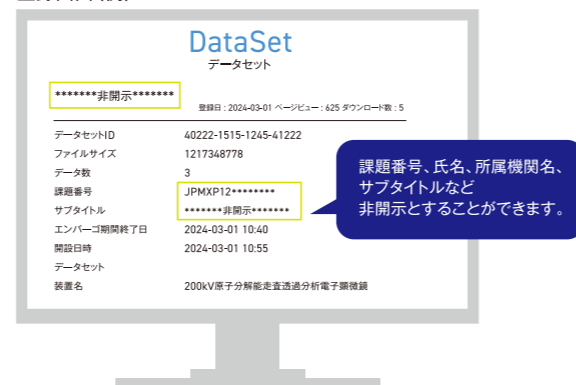 DataSet
データセット
*******非開示*******
登録日：2024-03-01 ページビュー：625 ダウンロード数：5
データセットID 40222-1515-1245-41222
ファイルサイズ 1217348778
データ数 3
課題番号 JPMXP12********
サブタイトル *******非開示*******
エンバーゴ期間終了日 2024-03-01 10:40
開設日時 2024-03-01 10:55
データセット
装置名 200kV原子分解能走査透過分析電子顕微鏡
課題番号、氏名、所属機関名、
サブタイトルなど
非開示とすることができます。